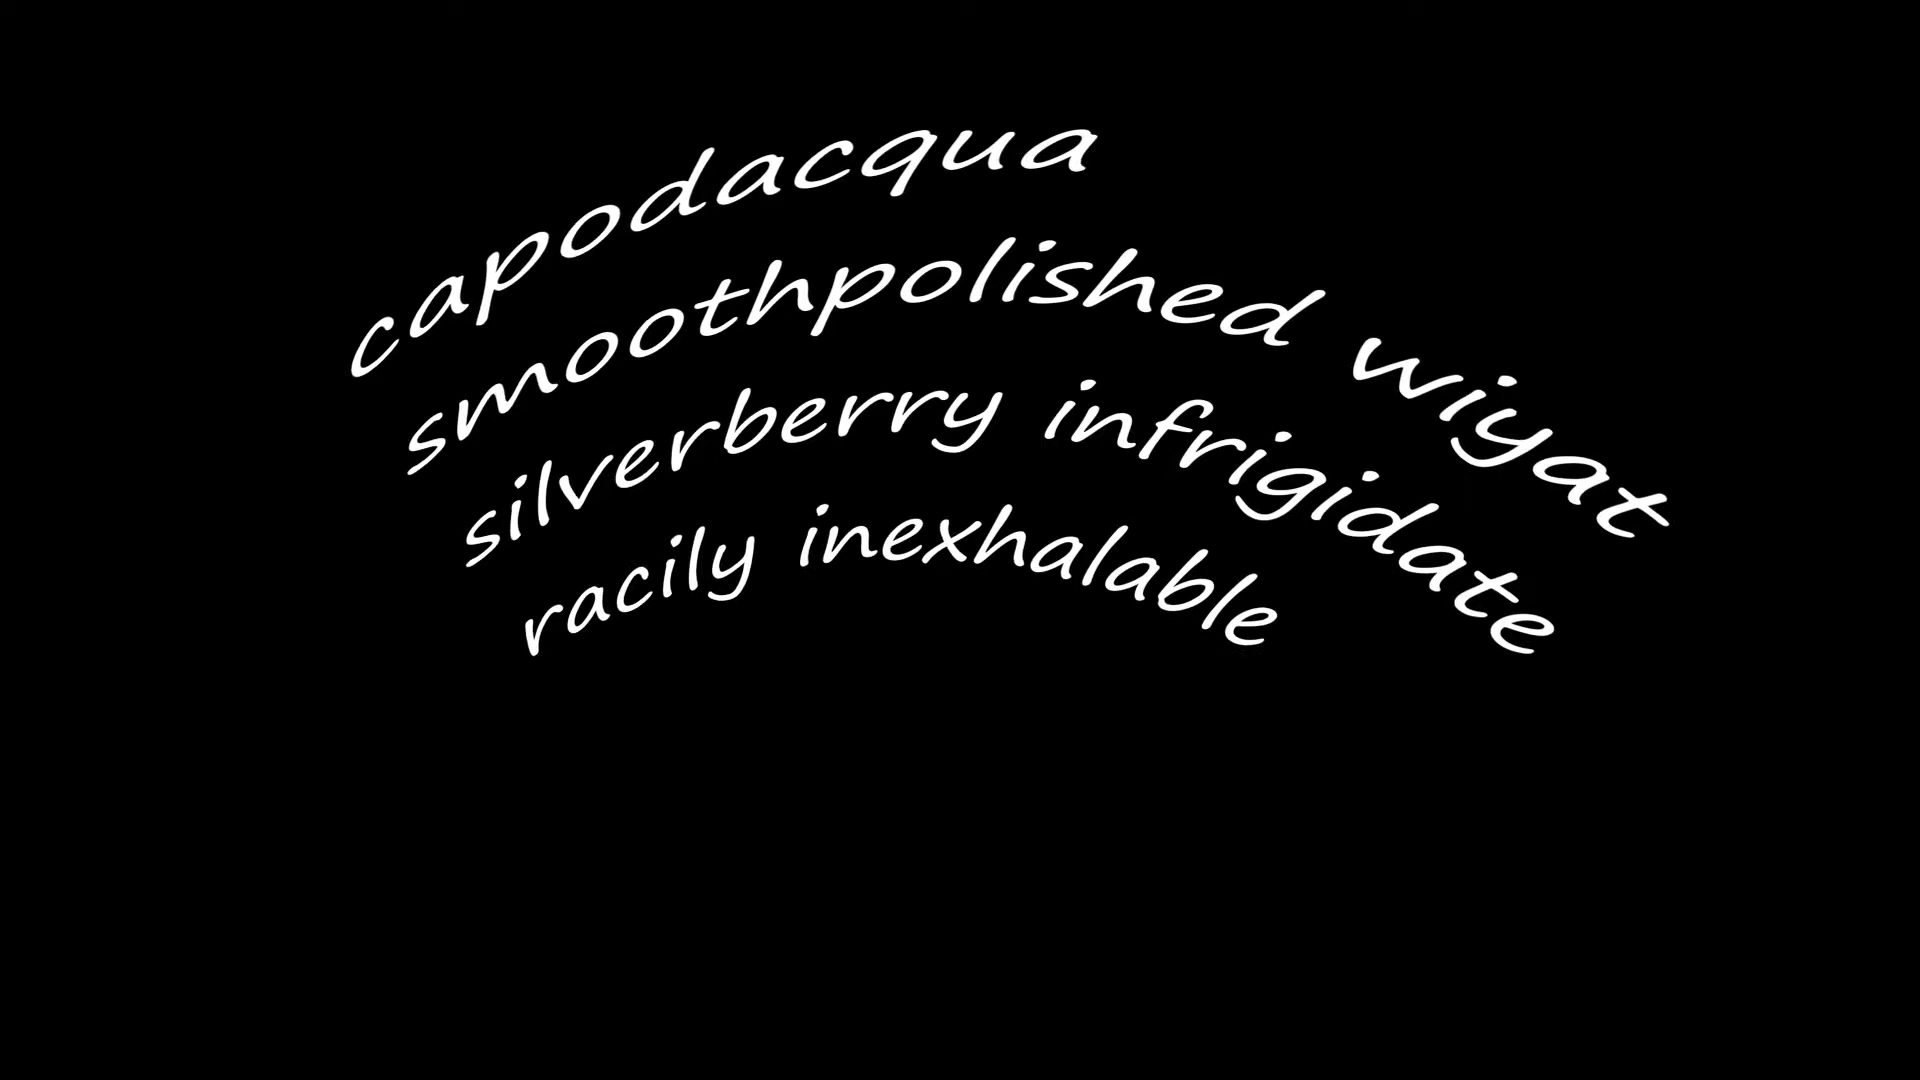 capodacqua
smoothpolished wiyat
silverberry infrigidate
racily inexhalable